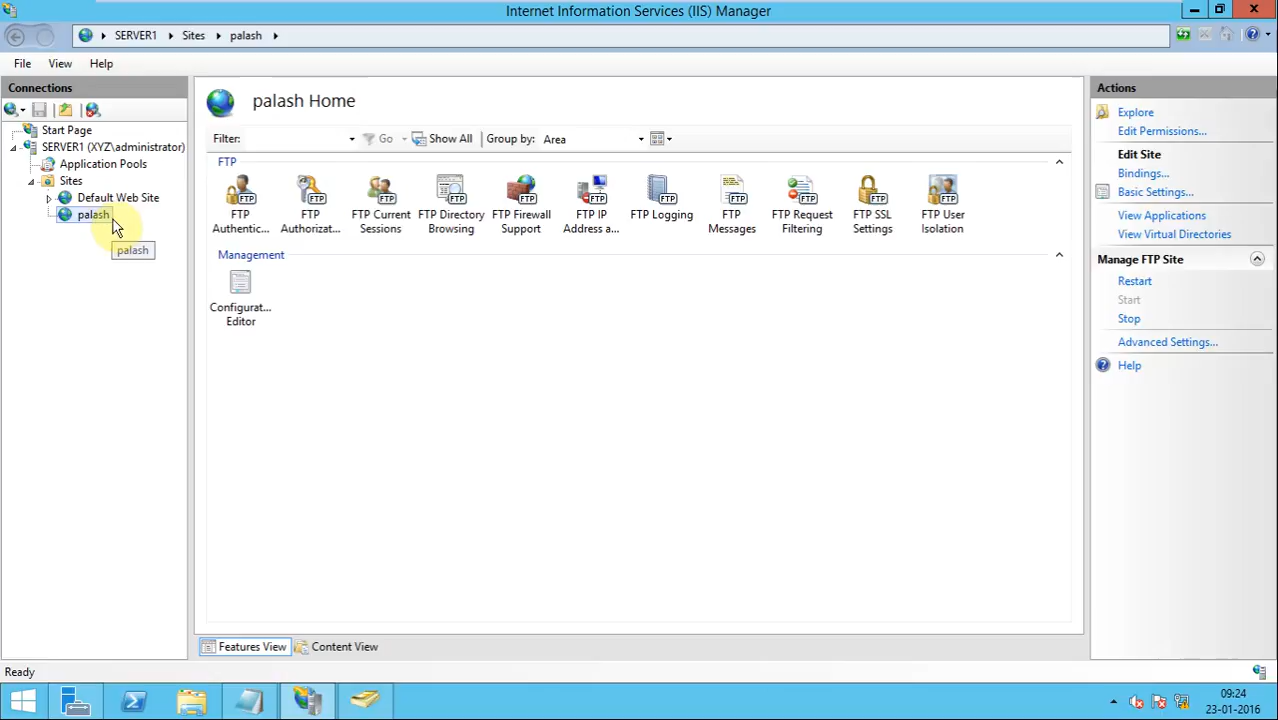 Internet Information Services (IIS) Manager
SERVER1 Sites palash
File View Help
Connections
Start Page
SERVER1 (XYZ\administrator)
Application Pools
Sites
Default Web Site
palash
palash
palash Home
Filter: Go Show All Group by: Area
FTP
FTP Authentic...
FTP Authorizat...
FTP Current Sessions
FTP Directory Browsing
FTP Firewall Support
FTP IP Address a...
FTP Logging
FTP Messages
FTP Request Filtering
FTP SSL Settings
FTP User Isolation
Management
Configurat... Editor
Features View Content View
Actions
Explore
Edit Permissions...
Edit Site
Bindings...
Basic Settings...
View Applications
View Virtual Directories
Manage FTP Site
Restart
Start
Stop
Advanced Settings...
Help
Ready
09:24
23-01-2016